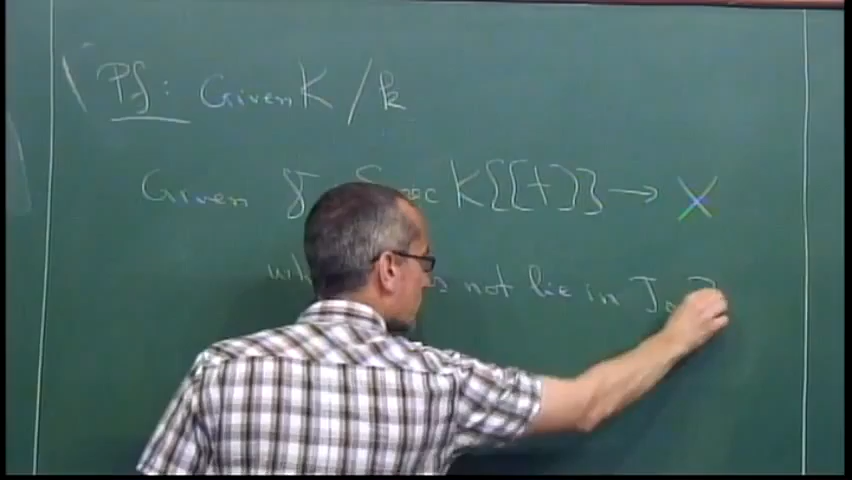 Pf: Given K / k
Given γ Spec K[[t]] → X
not lie in J∞ Z